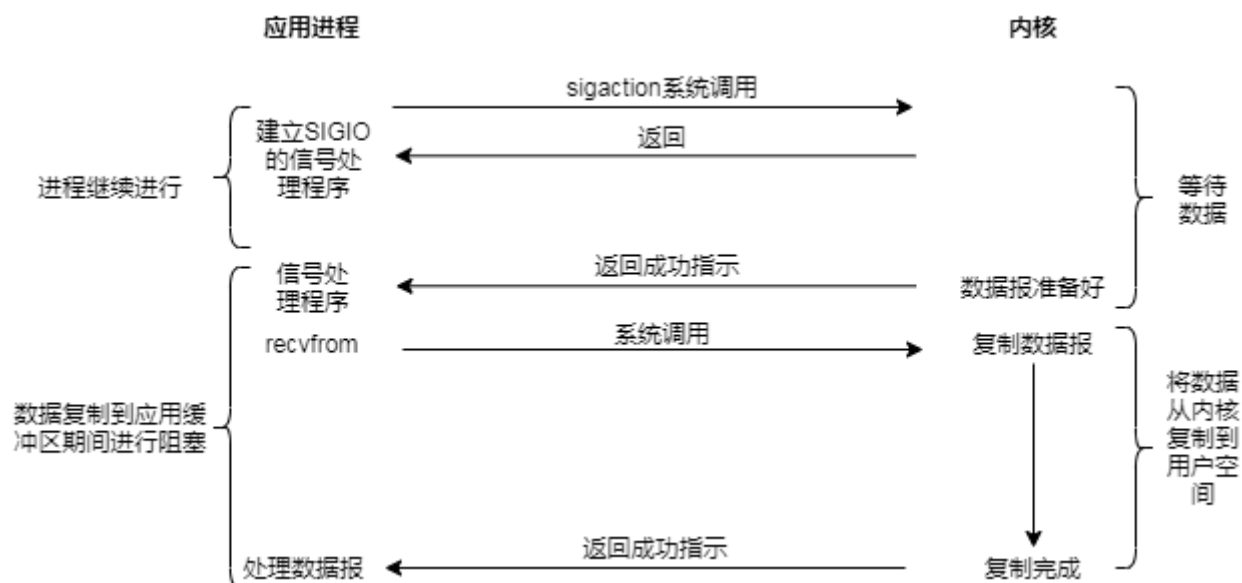 应用进程
内核
sigaction系统调用
建立SIGIO
的信号处
理程序
返回
进程继续进行
等待
数据
返回成功指示
信号处
理程序
数据报准备好
recvfrom
系统调用
复制数据报
数据复制到应用缓
冲区期间进行阻塞
将数据
从内核
复制到
用户空
间
返回成功指示
处理数据报
复制完成